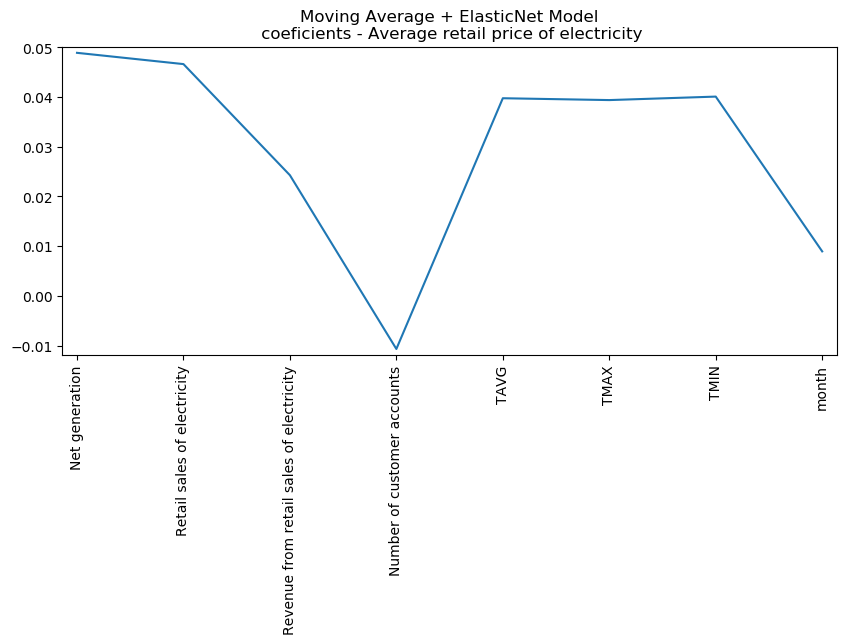 Moving Average + ElasticNet Model
coeficients - Average retail price of electricity
0.05
0.04
0.03
0.02
0.01
0.00
−0.01
Net generation
Retail sales of electricity
Revenue from retail sales of electricity
Number of customer accounts
TAVG
TMAX
TMIN
month